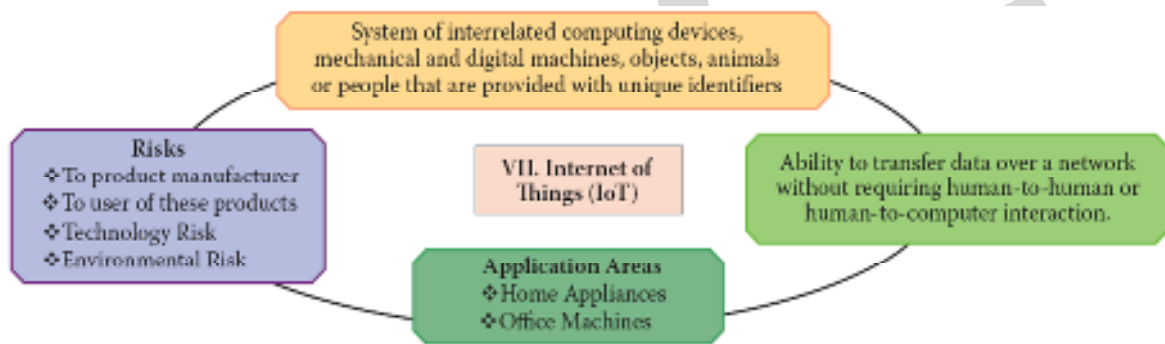 System of interrelated computing devices,
mechanical and digital machines, objects, animals
or people that are provided with unique identifiers
Risks
❖To product manufacturer
❖To user of these products
❖Technology Risk
❖Environmental Risk
VII. Internet of
Things (IoT)
Ability to transfer data over a network
without requiring human-to-human or
human-to-computer interaction.
Application Areas
❖Home Appliances
❖Office Machines